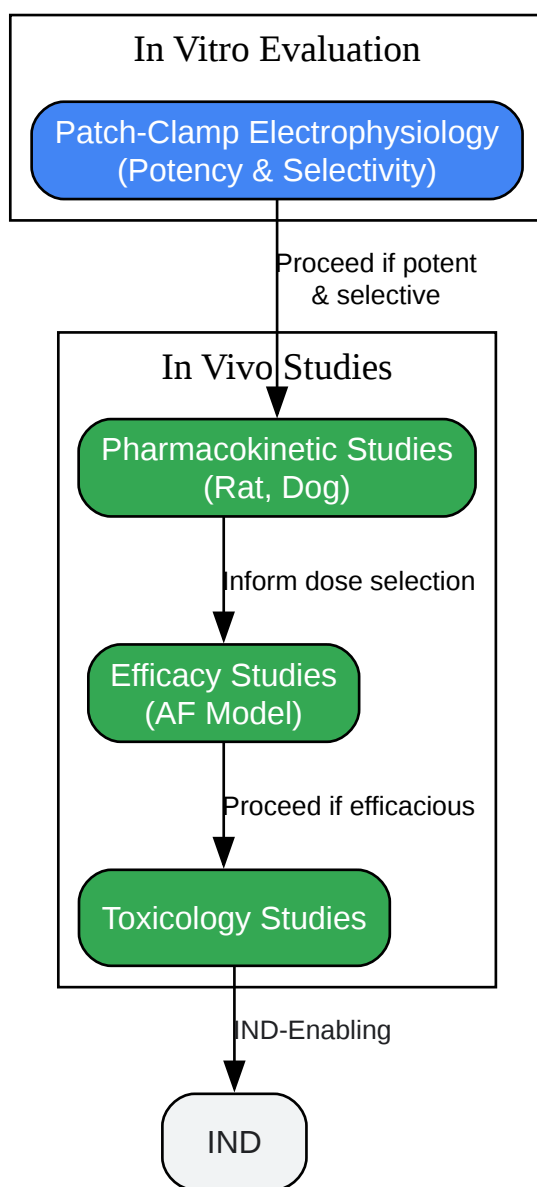 In Vitro Evaluation
Patch-Clamp Electrophysiology
(Potency & Selectivity)
Proceed if potent
& selective
In Vivo Studies
Pharmacokinetic Studies
(Rat, Dog)
Inform dose selection
Efficacy Studies
(AF Model)
Proceed if efficacious
Toxicology Studies
IND-Enabling
IND